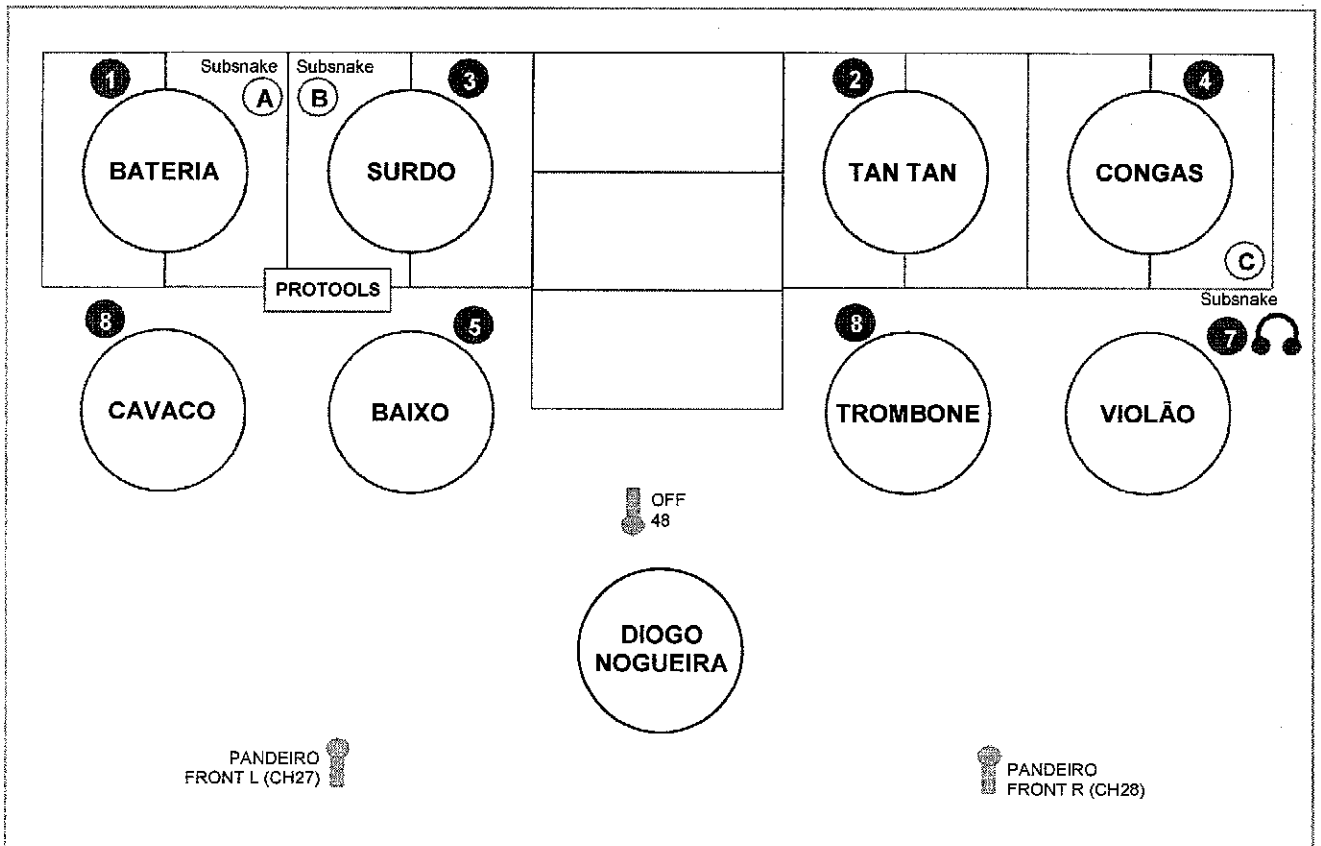 1
Subsnake
A
Subsnake
B
3
2
4
BATERIA
SURDO
TAN TAN
CONGAS
C
Subsnake
PROTOOLS
8
5
8
7
CAVACO
BAIXO
TROMBONE
VIOLÃO
OFF
48
DIOGO
NOGUEIRA
PANDEIRO
FRONT L (CH27)
PANDEIRO
FRONT R (CH28)